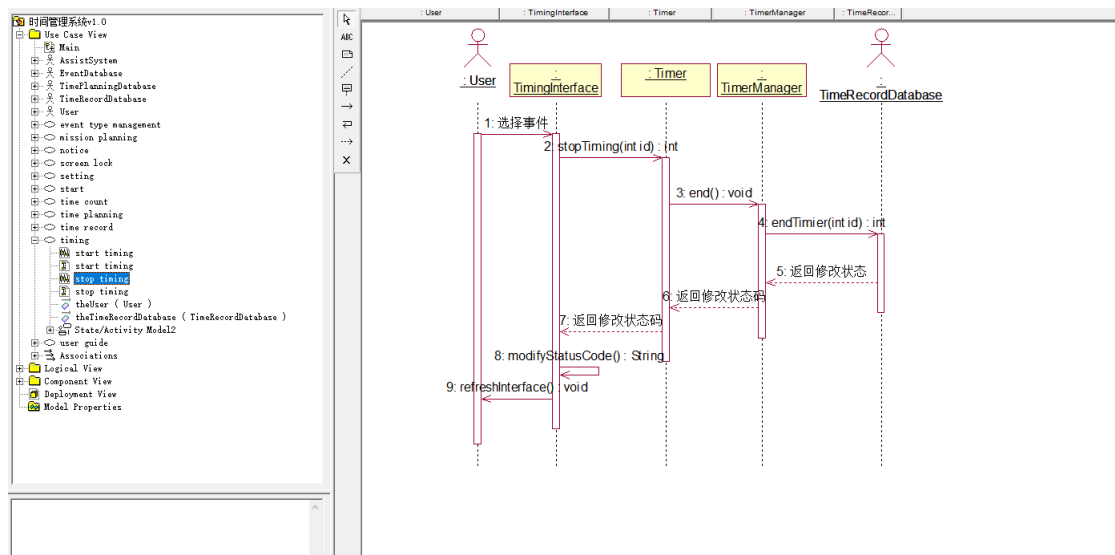 时间管理系统v1.0
Use Case View
Main
AssistSystem
EventDatabase
TimePlanningDatabase
TimeRecordDatabase
User
event type management
mission planning
notice
screen lock
setting
start
time count
time planning
time record
timing
start timing
start timing
stop timing
stop timing
theUser ( User )
theTimeRecordDatabase ( TimeRecordDatabase )
State/Activity Model2
user guide
Associations
Logical View
Component View
Deployment View
Model Properties
ABC
: User
: TimingInterface
: Timer
: TimerManager
: TimeRecor...
: User
:
TimingInterface
: Timer
:
TimerManager
:
TimeRecordDatabase
1: 选择事件
2: stopTiming(int id) : int
3: end() : void
4: endTimier(int id) : int
5: 返回修改状态
6: 返回修改状态码
7: 返回修改状态码
8: modifyStatusCode() : String
9: refreshInterface() : void